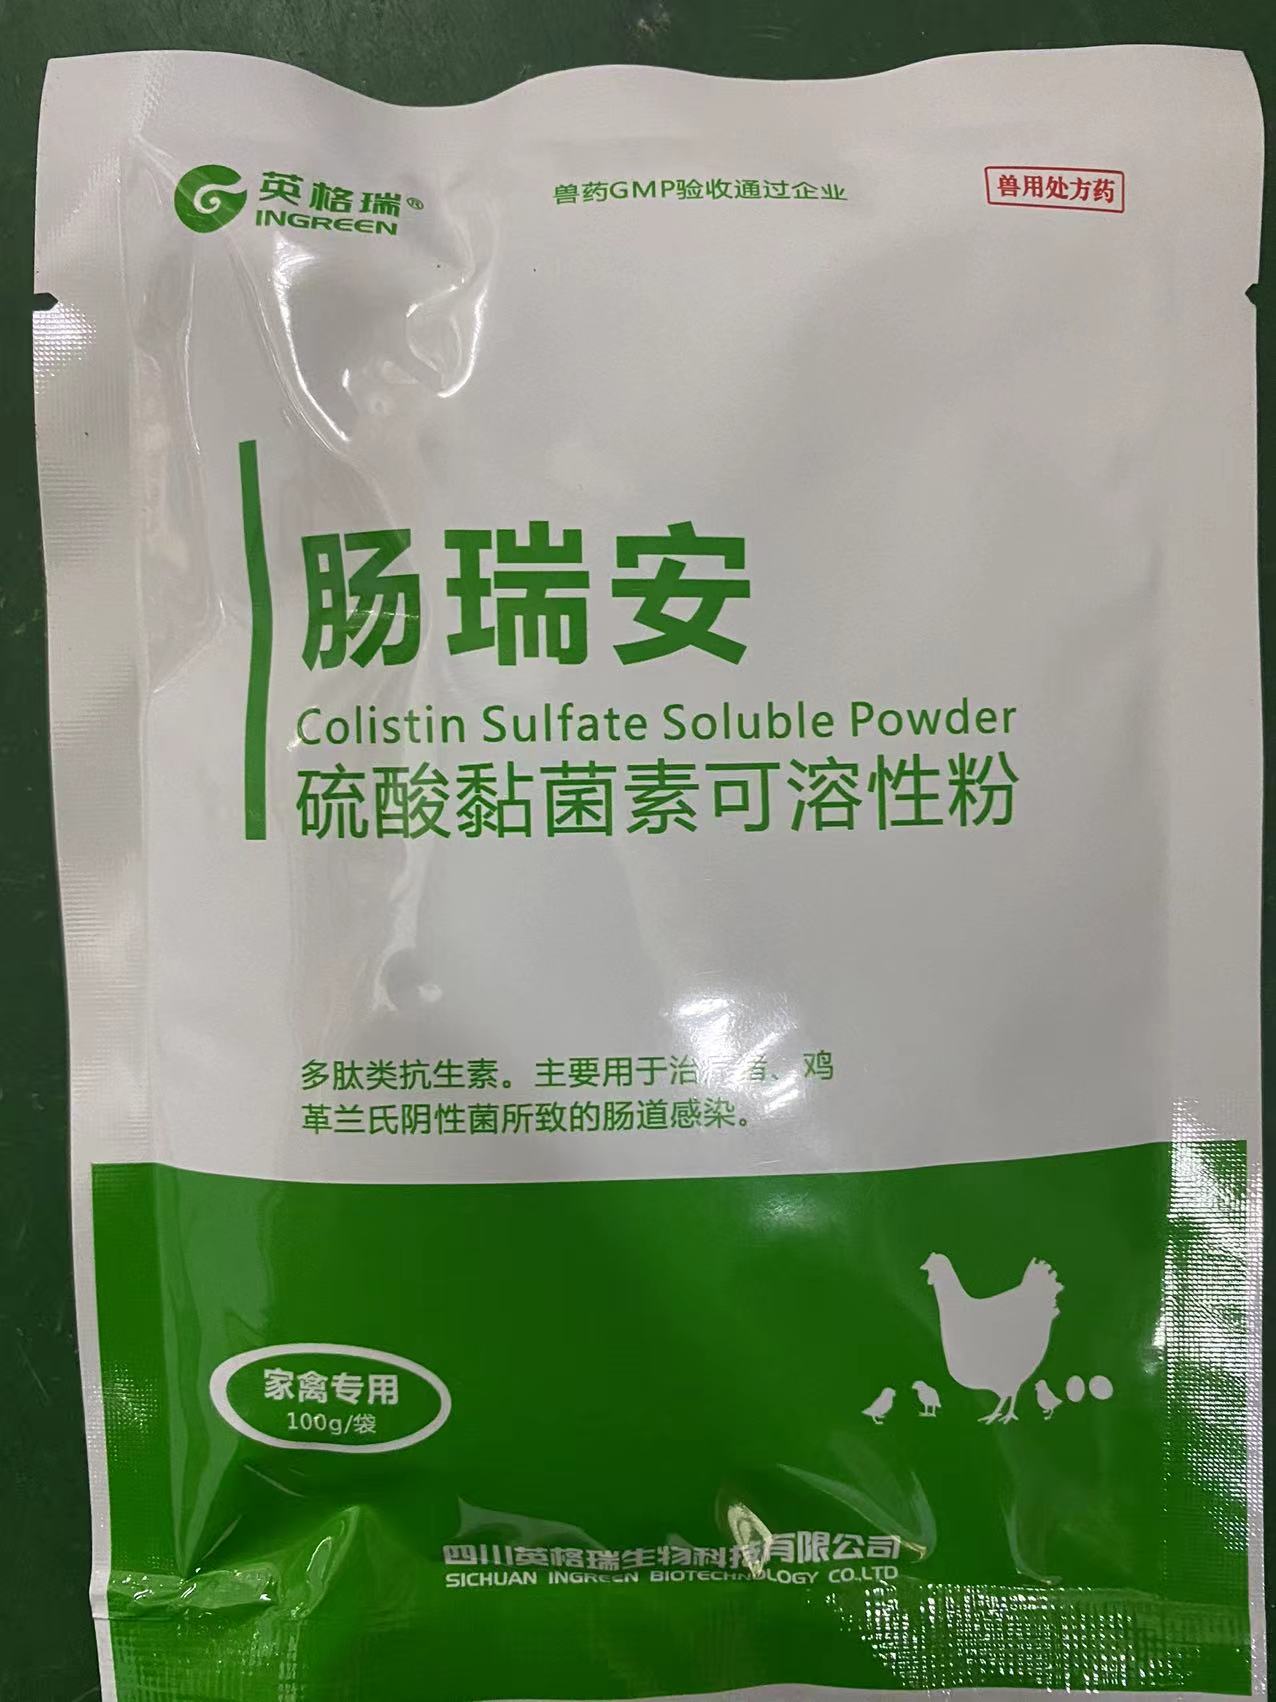 英格瑞®
INGREEN
兽药GMP验收通过企业
兽用处方药
肠瑞安
Colistin Sulfate Soluble Powder
硫酸黏菌素可溶性粉
多肽类抗生素。主要用于治 、鸡
革兰氏阴性菌所致的肠道感染。
家禽专用
100g/袋
四川英格瑞生物科技有限公司
SICHUAN INGREEN BIOTECHNOLOGY CO.LTD